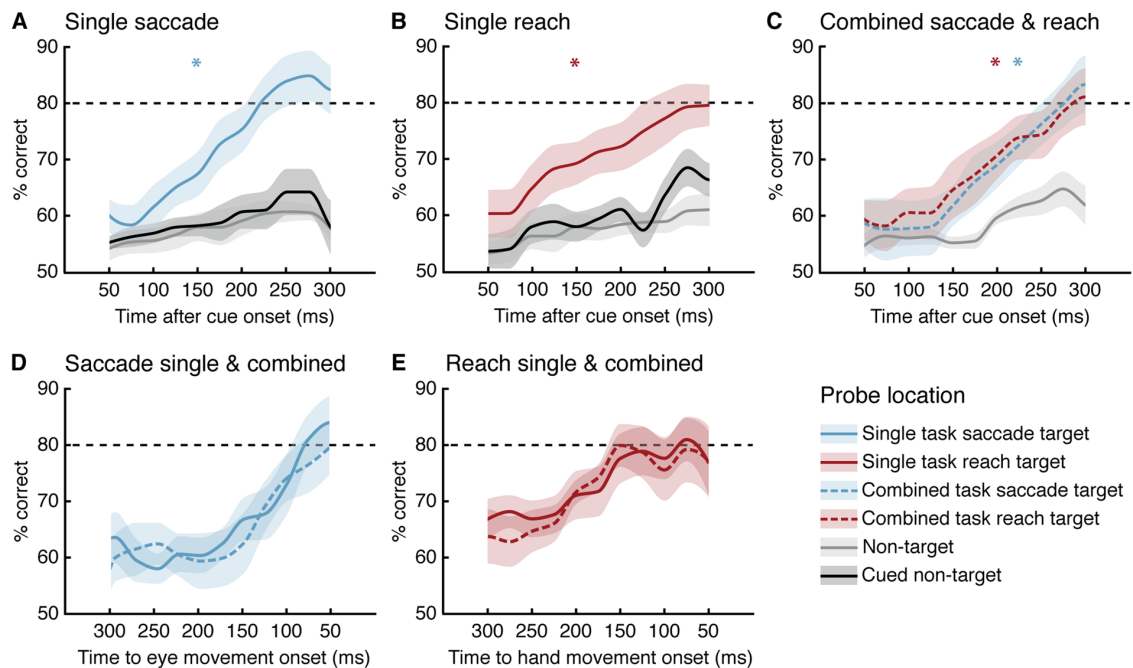 A Single saccade
90
80
70
60
50
% correct
*
50 100 150 200 250 300
Time after cue onset (ms)
B Single reach
90
80
70
60
50
% correct
*
50 100 150 200 250 300
Time after cue onset (ms)
C Combined saccade & reach
90
80
70
60
50
% correct
* *
50 100 150 200 250 300
Time after cue onset (ms)
D Saccade single & combined
90
80
70
60
50
% correct
300 250 200 150 100 50
Time to eye movement onset (ms)
E Reach single & combined
90
80
70
60
50
% correct
300 250 200 150 100 50
Time to hand movement onset (ms)
Probe location
Single task saccade target
Single task reach target
Combined task saccade target
Combined task reach target
Non-target
Cued non-target